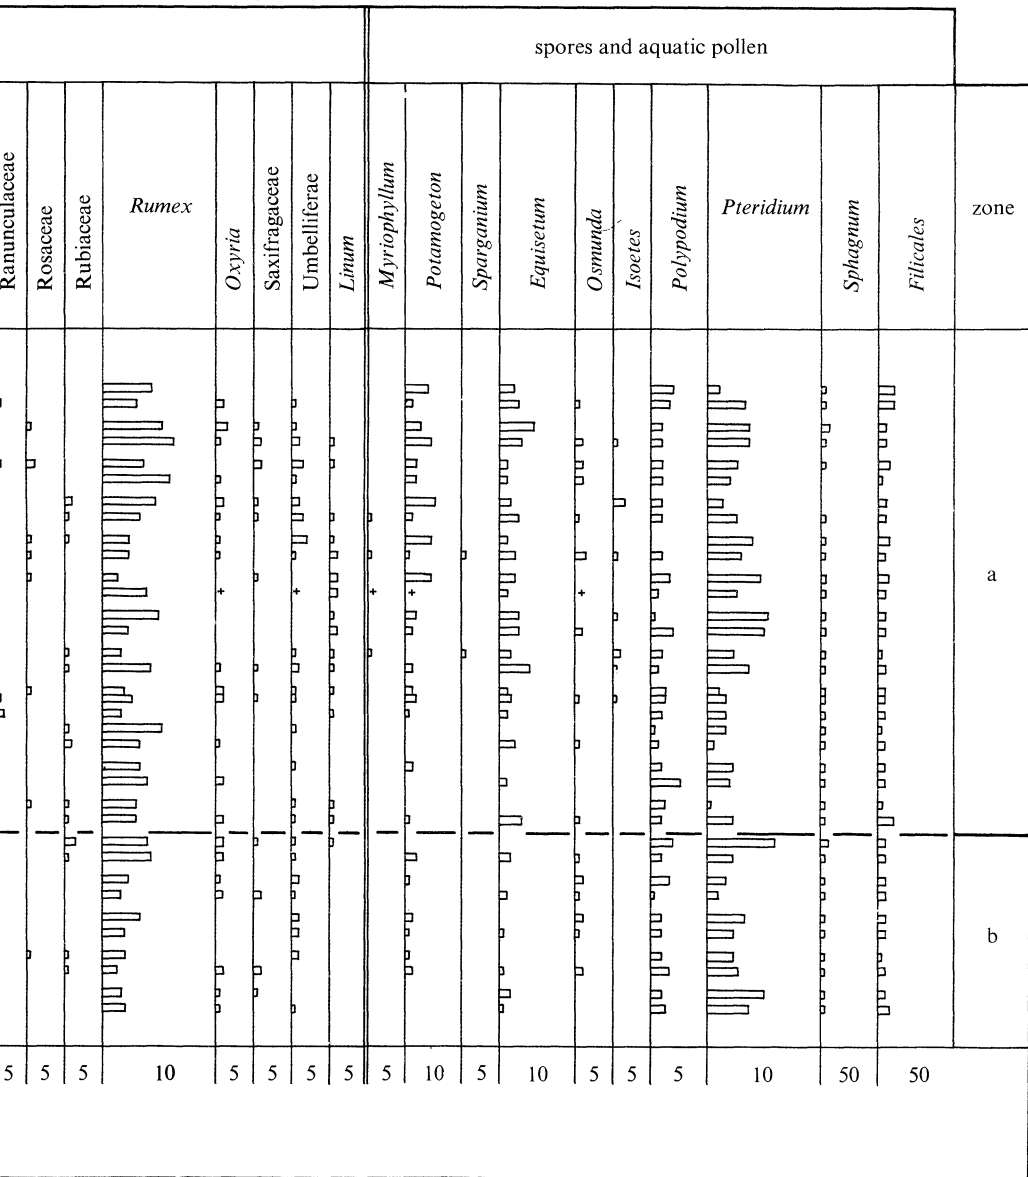 spores and aquatic pollen
Ranunculaceae
Rosaceae
Rubiaceae
Rumex
Oxyria
Saxifragaceae
Umbelliferae
Linum
Myriophyllum
Potamogeton
Sparganium
Equisetum
Osmunda
Isoetes
Polypodium
Pteridium
Sphagnum
Filicales
zone
+ + + + +
a
b
5 5 5 10 5 5 5 5 5 10 5 10 5 5 5 10 50 50